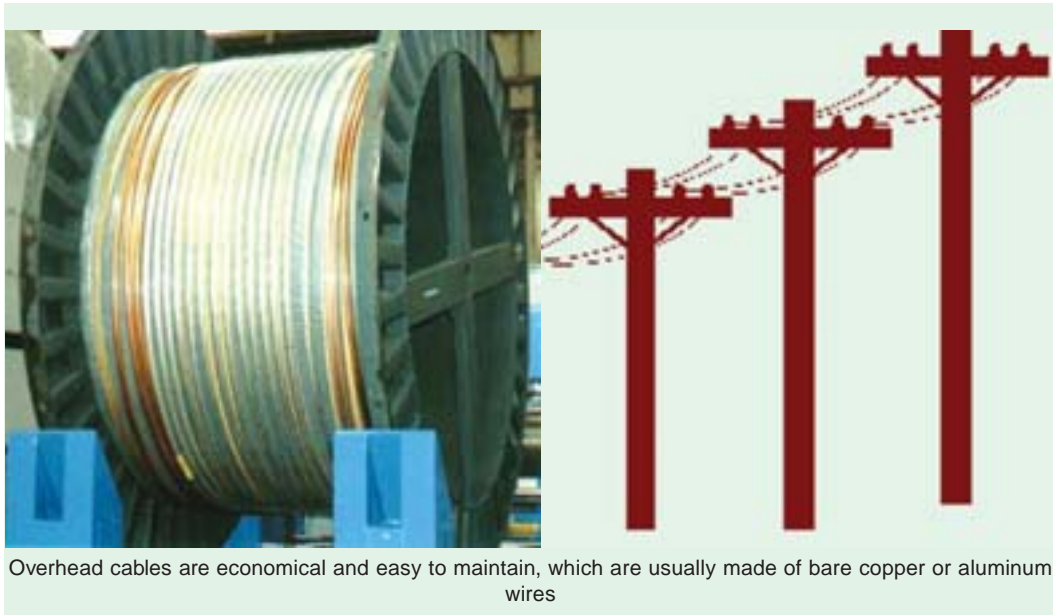 Overhead cables are economical and easy to maintain, which are usually made of bare copper or aluminum
wires